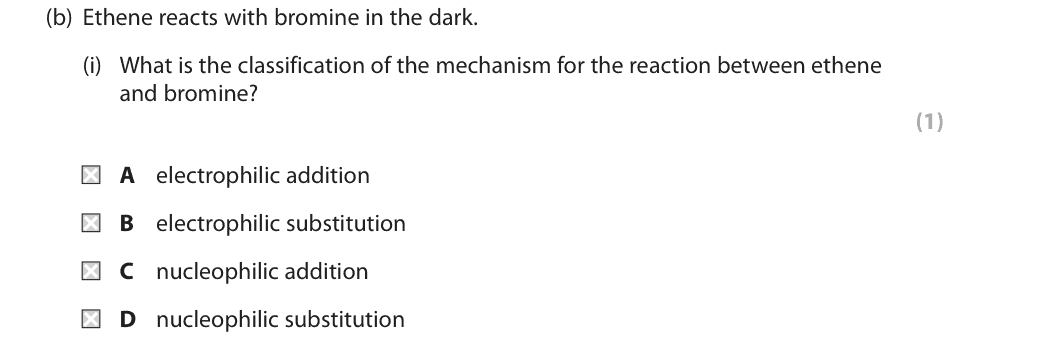 (b) Ethene reacts with bromine in the dark.
(i) What is the classification of the mechanism for the reaction between ethene
and bromine?
(1)
A electrophilic addition
B electrophilic substitution
C nucleophilic addition
D nucleophilic substitution